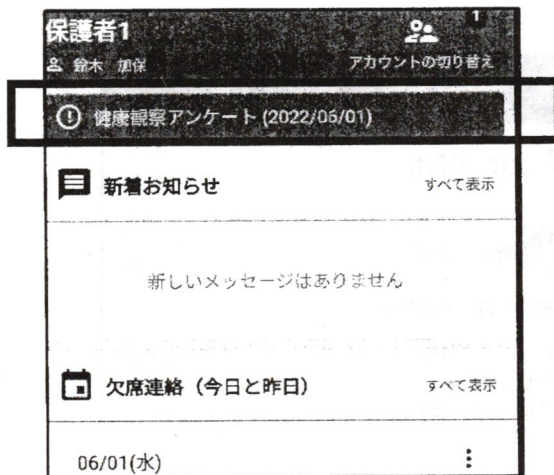 保護者1
1
鈴木 加保
アカウントの切り替え
健康観察アンケート (2022/06/01)
新着お知らせ
すべて表示
新しいメッセージはありません
欠席連絡（今日と昨日）
すべて表示
06/01(水)